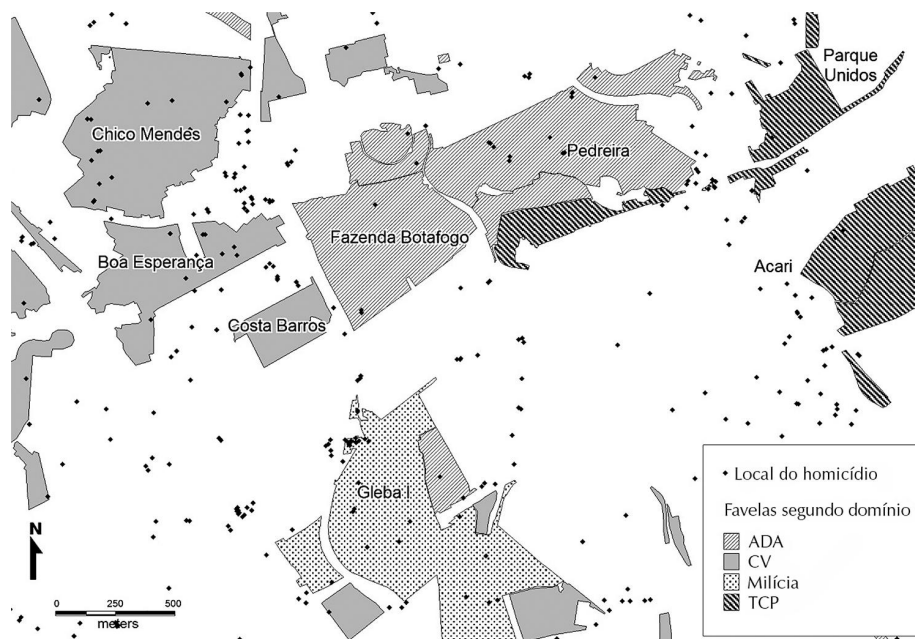 Parque
Unidos
Chico Mendes
Pedreira
Fazenda Botafogo
Boa Esperança
Acari
Costa Barros
Gleba I
Local do homicídio
Favelas segundo domínio
ADA
CV
Milícia
TCP
N
0 250 500
meters